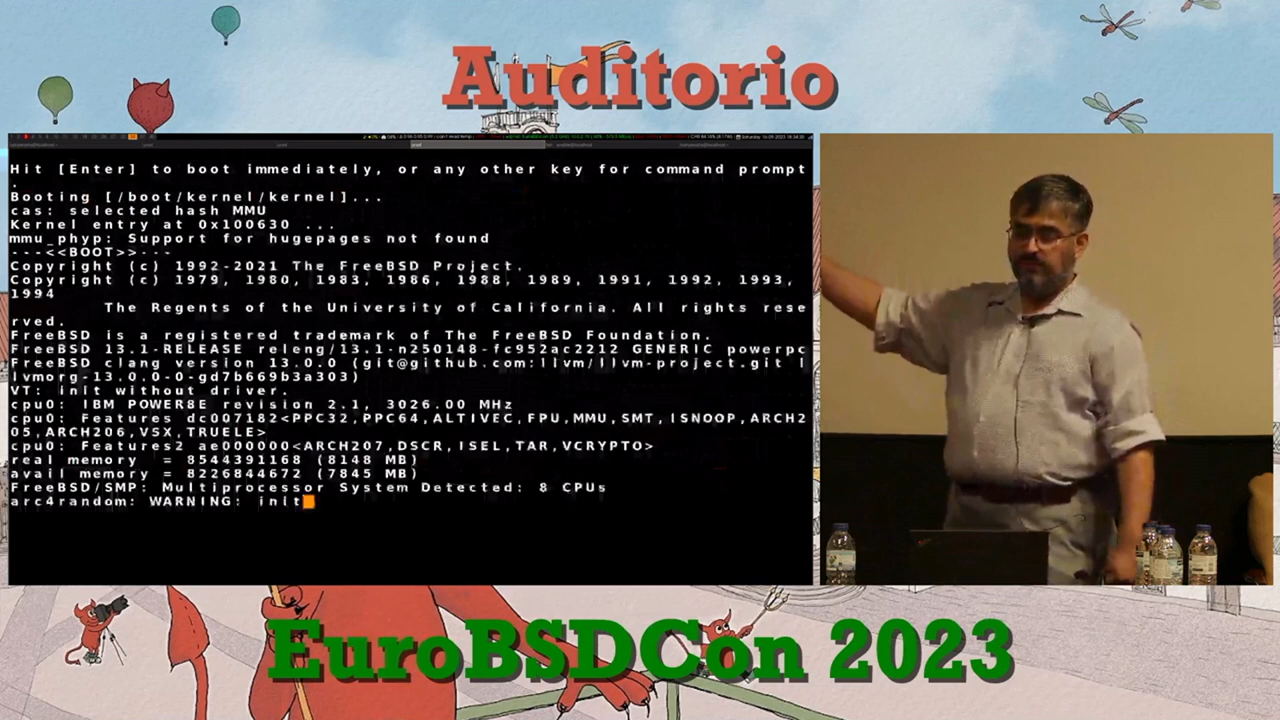 Auditorio
Hit [Enter] to boot immediately, or any other key for command prompt
.
Booting [/boot/kernel/kernel]...
cas: selected hash MMU
Kernel entry at 0x100630 ...
mmu_phyp: Support for hugepages not found
---<<BOOT>>---
Copyright (c) 1992-2021 The FreeBSD Project.
Copyright (c) 1979, 1980, 1983, 1986, 1988, 1989, 1991, 1992, 1993,
1994
The Regents of the University of California. All rights rese
rved.
FreeBSD is a registered trademark of The FreeBSD Foundation.
FreeBSD 13.1-RELEASE releng/13.1-n250148-fc952ac2212 GENERIC powerpc
FreeBSD clang version 13.0.0 (git@github.com:llvm/llvm-project.git l
lvmorg-13.0.0-0-gd7b669b3a303)
VT: init without driver.
cpu0: IBM POWER8E revision 2.1, 3026.00 MHz
cpu0: Features dc007182<PPC32,PPC64,ALTIVEC,FPU,MMU,SMT,ISNOOP,ARCH2
05,ARCH206,VSX,TRUELE>
cpu0: Features2 ae000000<ARCH207,DSCR,ISEL,TAR,VCRYPTO>
real memory  = 8544391168 (8148 MB)
avail memory = 8226844672 (7845 MB)
FreeBSD/SMP: Multiprocessor System Detected: 8 CPUs
arc4random: WARNING: init
EuroBSDCon 2023